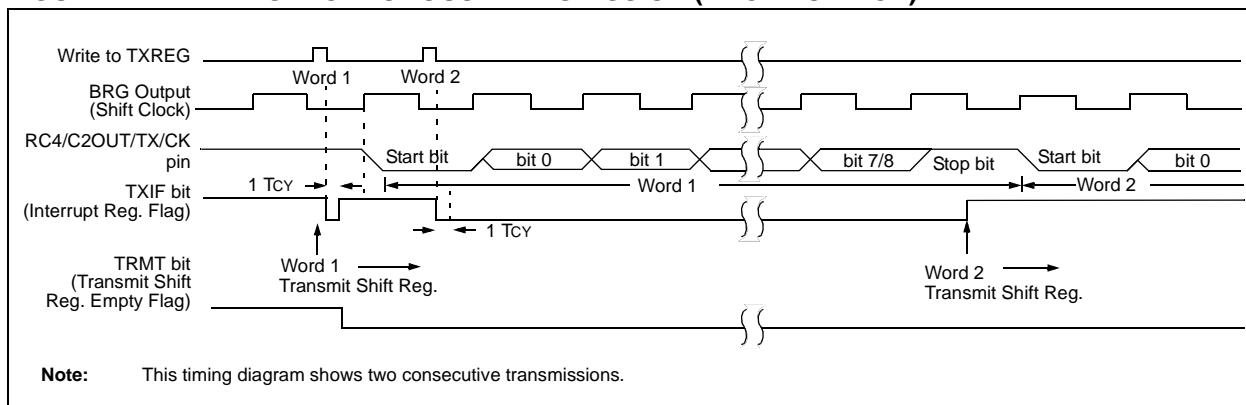 Write to TXREG
Word 1
Word 2
BRG Output
(Shift Clock)
RC4/C2OUT/TX/CK
pin
Start bit
bit 0
bit 1
bit 7/8
Stop bit
Start bit
bit 0
1 TCY
Word 1
Word 2
TXIF bit
(Interrupt Reg. Flag)
1 TCY
TRMT bit
(Transmit Shift
Reg. Empty Flag)
Word 1
Transmit Shift Reg.
Word 2
Transmit Shift Reg.
Note: This timing diagram shows two consecutive transmissions.